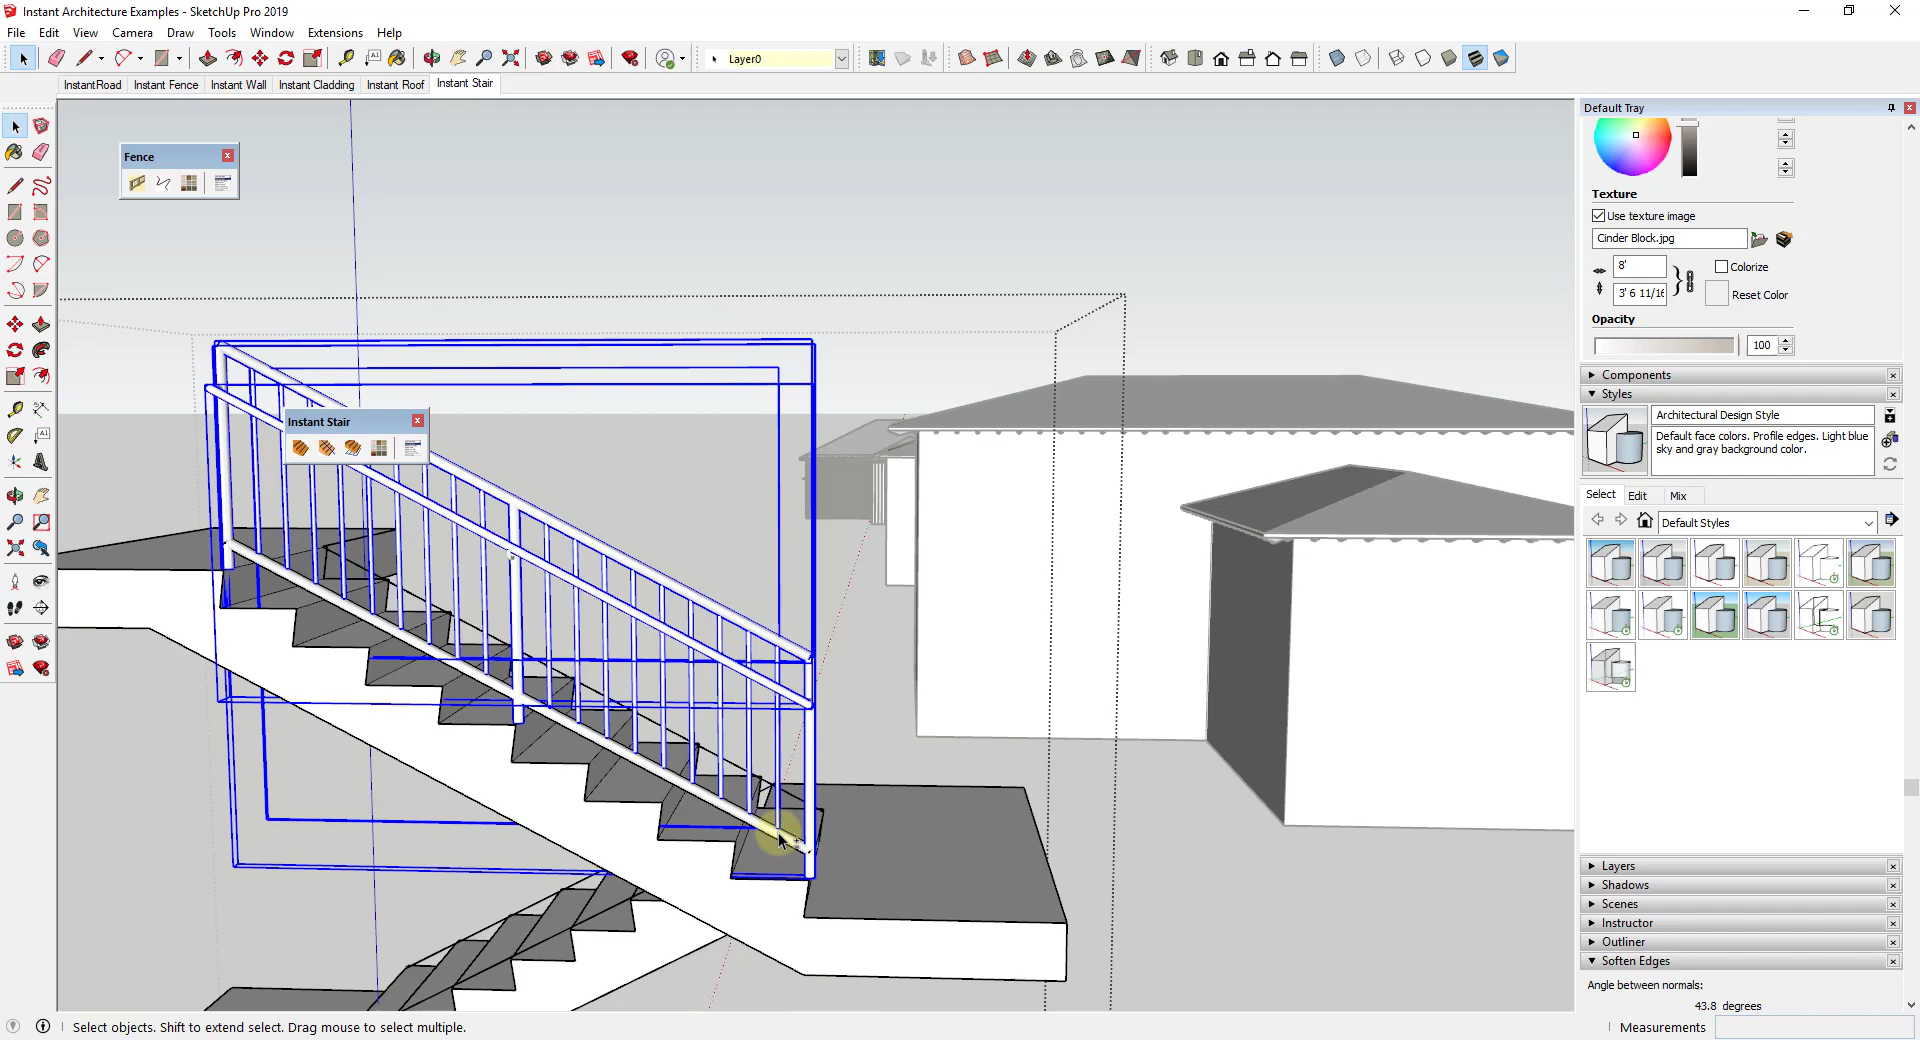 Instant Architecture Examples - SketchUp Pro 2019
File Edit View Camera Draw Tools Window Extensions Help
Layer0
InstantRoad Instant Fence Instant Wall Instant Cladding Instant Roof Instant Stair
Default Tray
Fence
Texture
Use texture image
Cinder Block.jpg
8'
Colorize
3' 6 11/16
Reset Color
Opacity
100
Components
Styles
Architectural Design Style
Default face colors. Profile edges. Light blue
sky and gray background color.
Instant Stair
Select Edit Mix
Default Styles
Layers
Shadows
Scenes
Instructor
Outliner
Soften Edges
Angle between normals:
43.8 degrees
Select objects. Shift to extend select. Drag mouse to select multiple.
Measurements